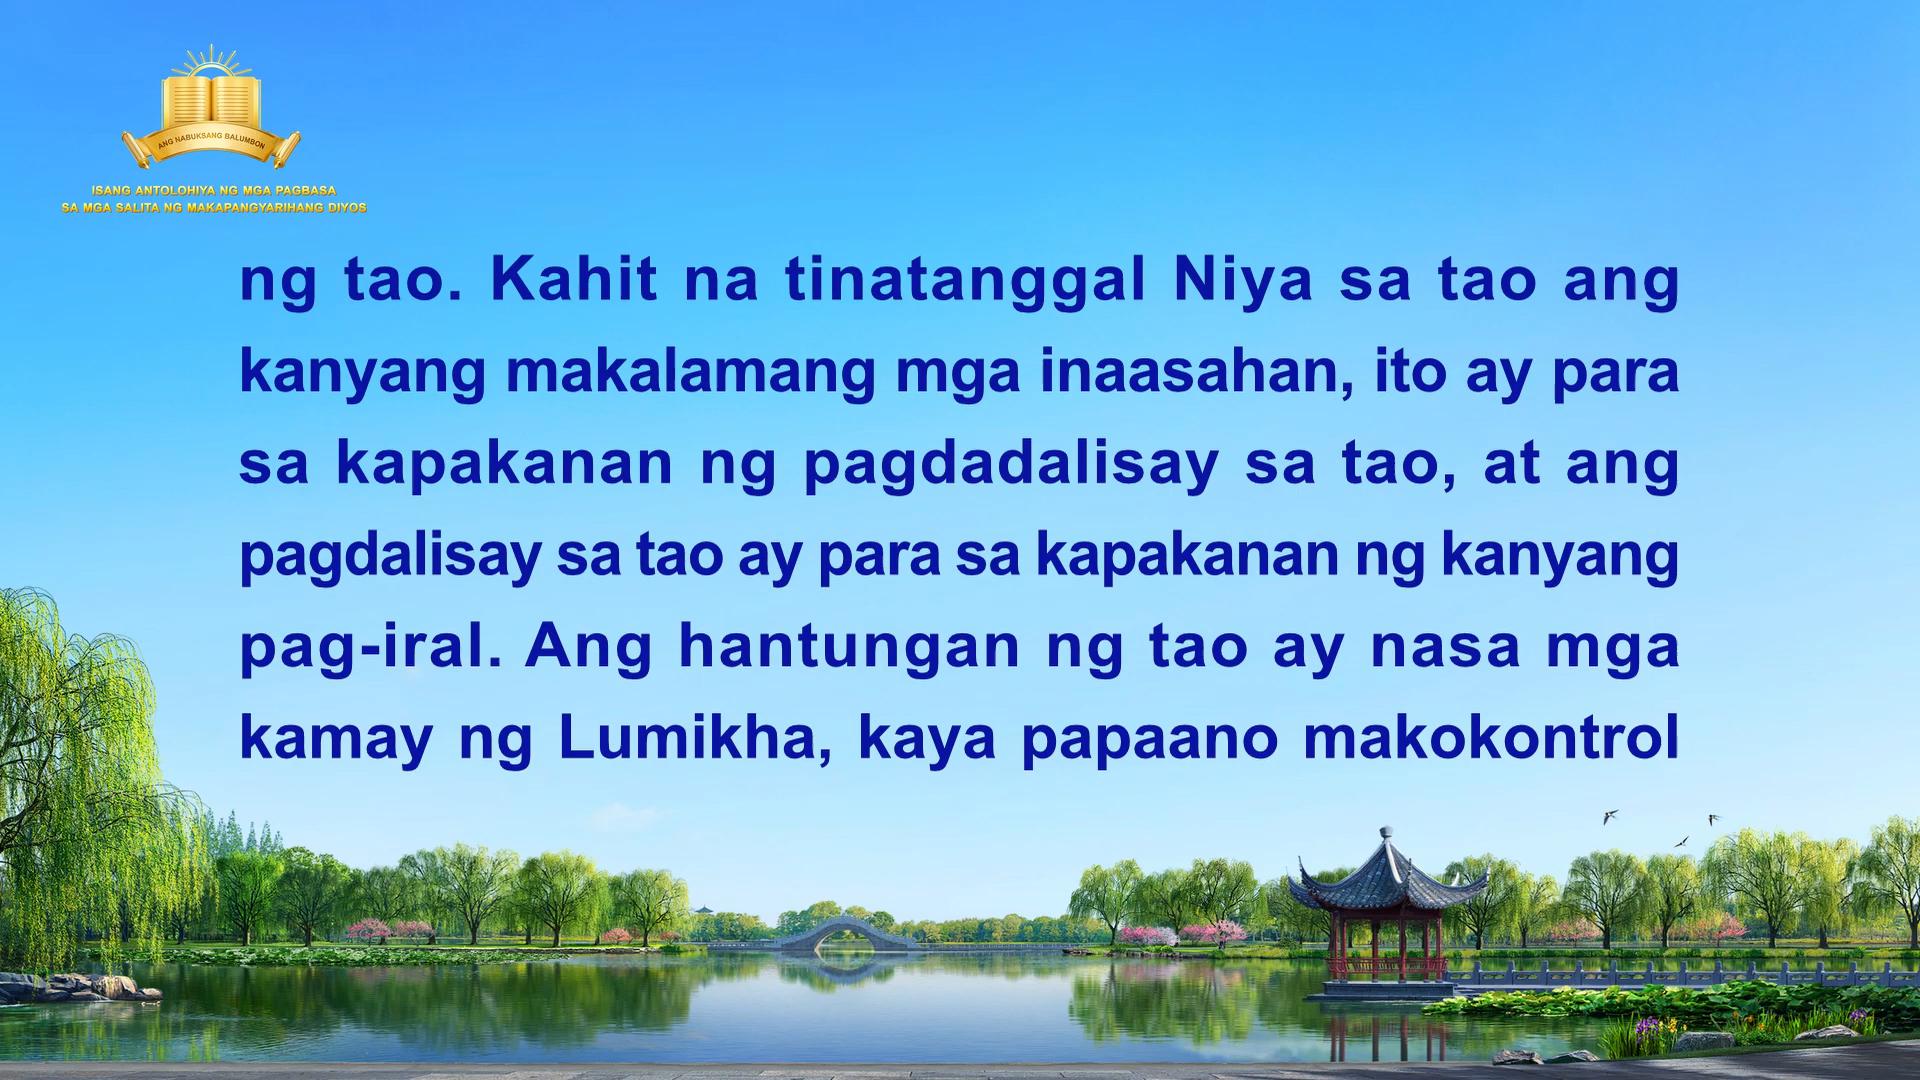 ANG NABUKSANG BALUMBON
ISANG ANTOLOHIYA NG MGA PAGBASA
SA MGA SALITA NG MAKAPANGYARIHANG DIYOS
ng tao. Kahit na tinatanggal Niya sa tao ang
kanyang makalamang mga inaasahan, ito ay para
sa kapakanan ng pagdadalisay sa tao, at ang
pagdalisay sa tao ay para sa kapakanan ng kanyang
pag-iral. Ang hantungan ng tao ay nasa mga
kamay ng Lumikha, kaya papaano makokontrol